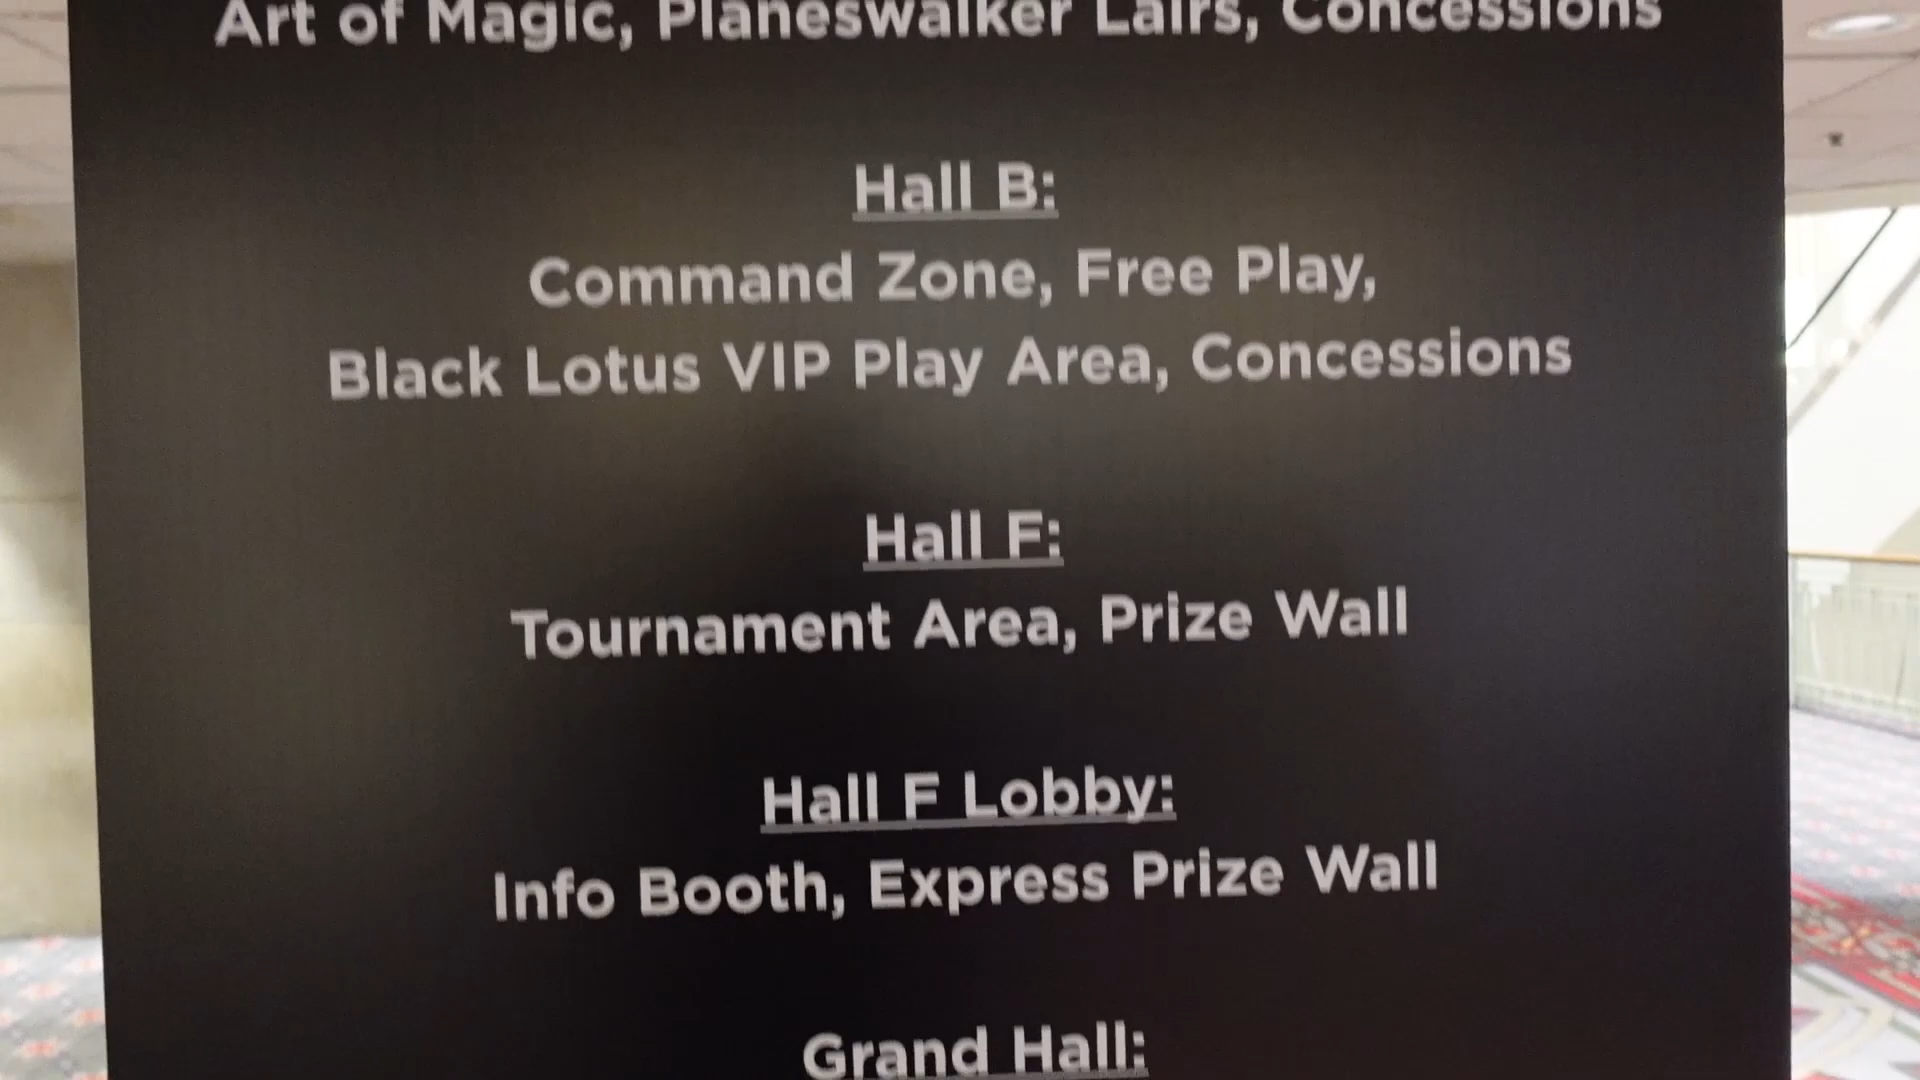 Art of Magic, Planeswalker Lairs, Concessions
Hall B:
Command Zone, Free Play,
Black Lotus VIP Play Area, Concessions
Hall F:
Tournament Area, Prize Wall
Hall F Lobby:
Info Booth, Express Prize Wall
Grand Hall: